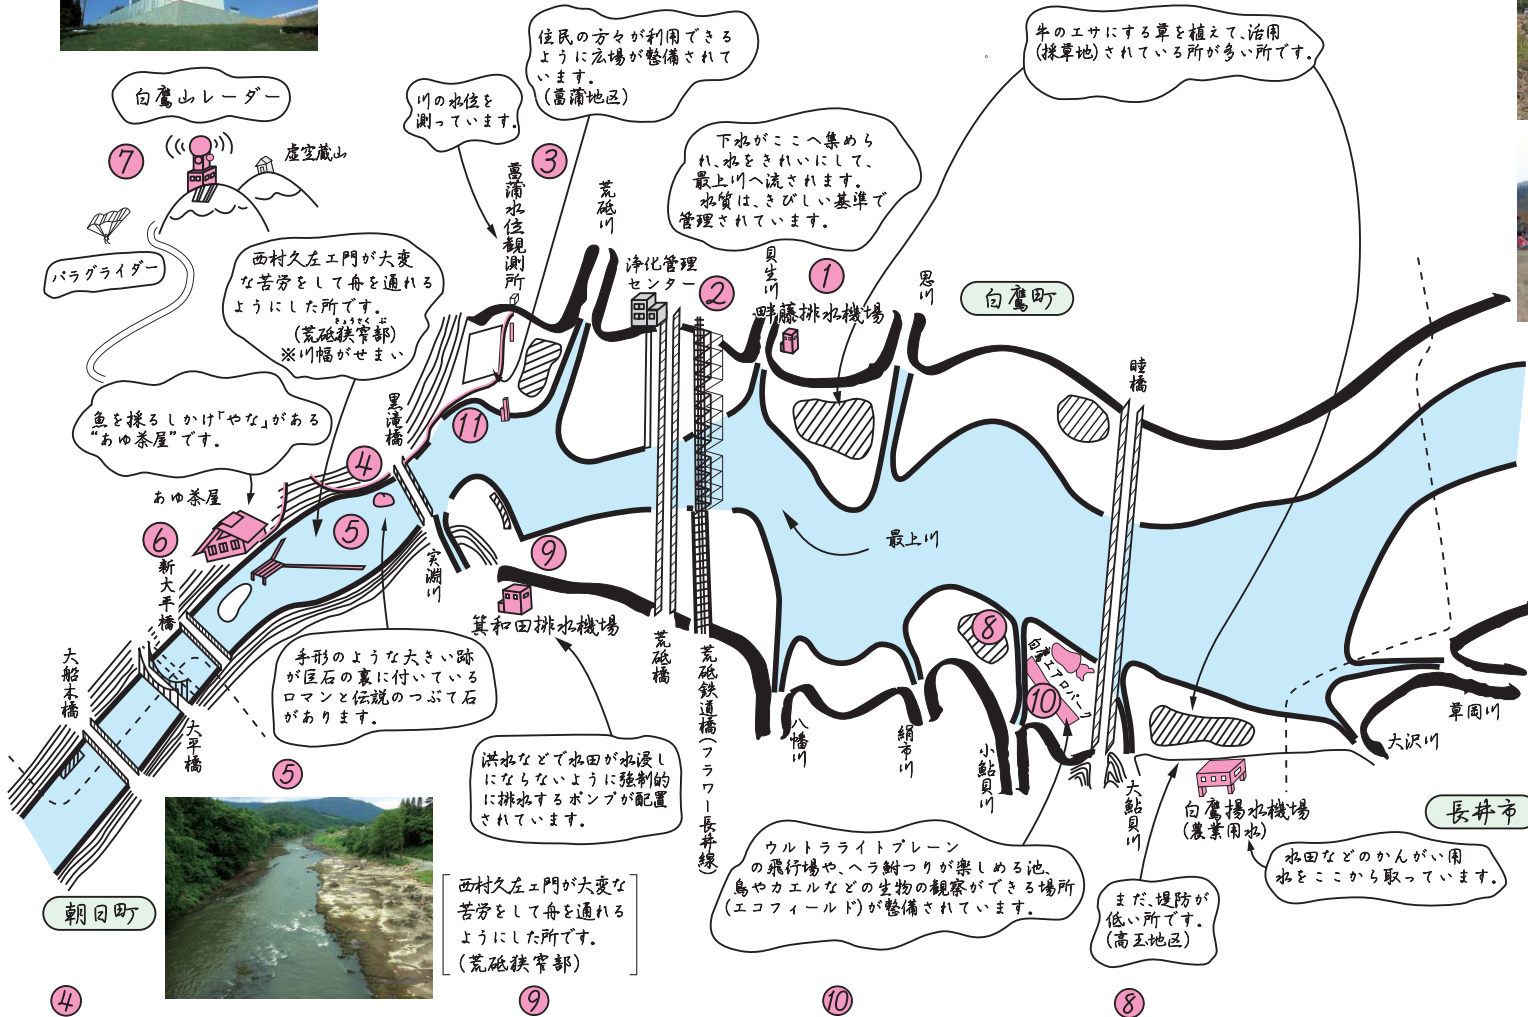 住民の方々が利用できる
ように広場が整備されて
います。
(菖蒲地区)
牛のエサにする草を植えて、活用
(採草地)されている所が多い所です。
白鷹山レーダー
川の水位を
測っています。
7
虚空蔵山
3
菖蒲水位観測所
荒砥川
下水がここへ集めら
れ、水をきれいにして、
最上川へ流されます。
水質は、きびしい基準で
管理されています。
パラグライダー
西村久左エ門が大変
な苦労をして舟を通れる
ようにした所です。
(荒砥狭窄部)
きょうさくぶ
※川幅がせまい
浄化管理
センター
2
貝生川
1
畔藤排水機場
思川
白鷹町
睦橋
魚を採るしかけ「やな」がある
“あゆ茶屋”です。
黒滝橋
11
4
あゆ茶屋
5
6
新大平橋
実淵川
9
最上川
箕和田排水機場
荒砥橋
荒砥鉄道橋(フラワー長井線)
8
白鷹エアロパーク
10
手形のような大きい跡
が巨石の裏に付いている
ロマンと伝説のつぶて石
があります。
大船木橋
大平橋
八幡川
絹市川
小鮎貝川
大鮎貝川
草岡川
大沢川
5
洪水などで水田が水浸し
にならないように強制的
に排水するポンプが配置
されています。
白鷹揚水機場
(農業用水)
長井市
水田などのかんがい用
水をここから取っています。
ウルトラライトプレーン
の飛行場や、ヘラ鮒つりが楽しめる池、
鳥やカエルなどの生物の観察ができる場所
(エコフィールド)が整備されています。
まだ、堤防が
低い所です。
(高玉地区)
朝日町
西村久左ェ門が大変な
苦労をして舟を通れる
ようにした所です。
(荒砥狭窄部)
4
9
10
8